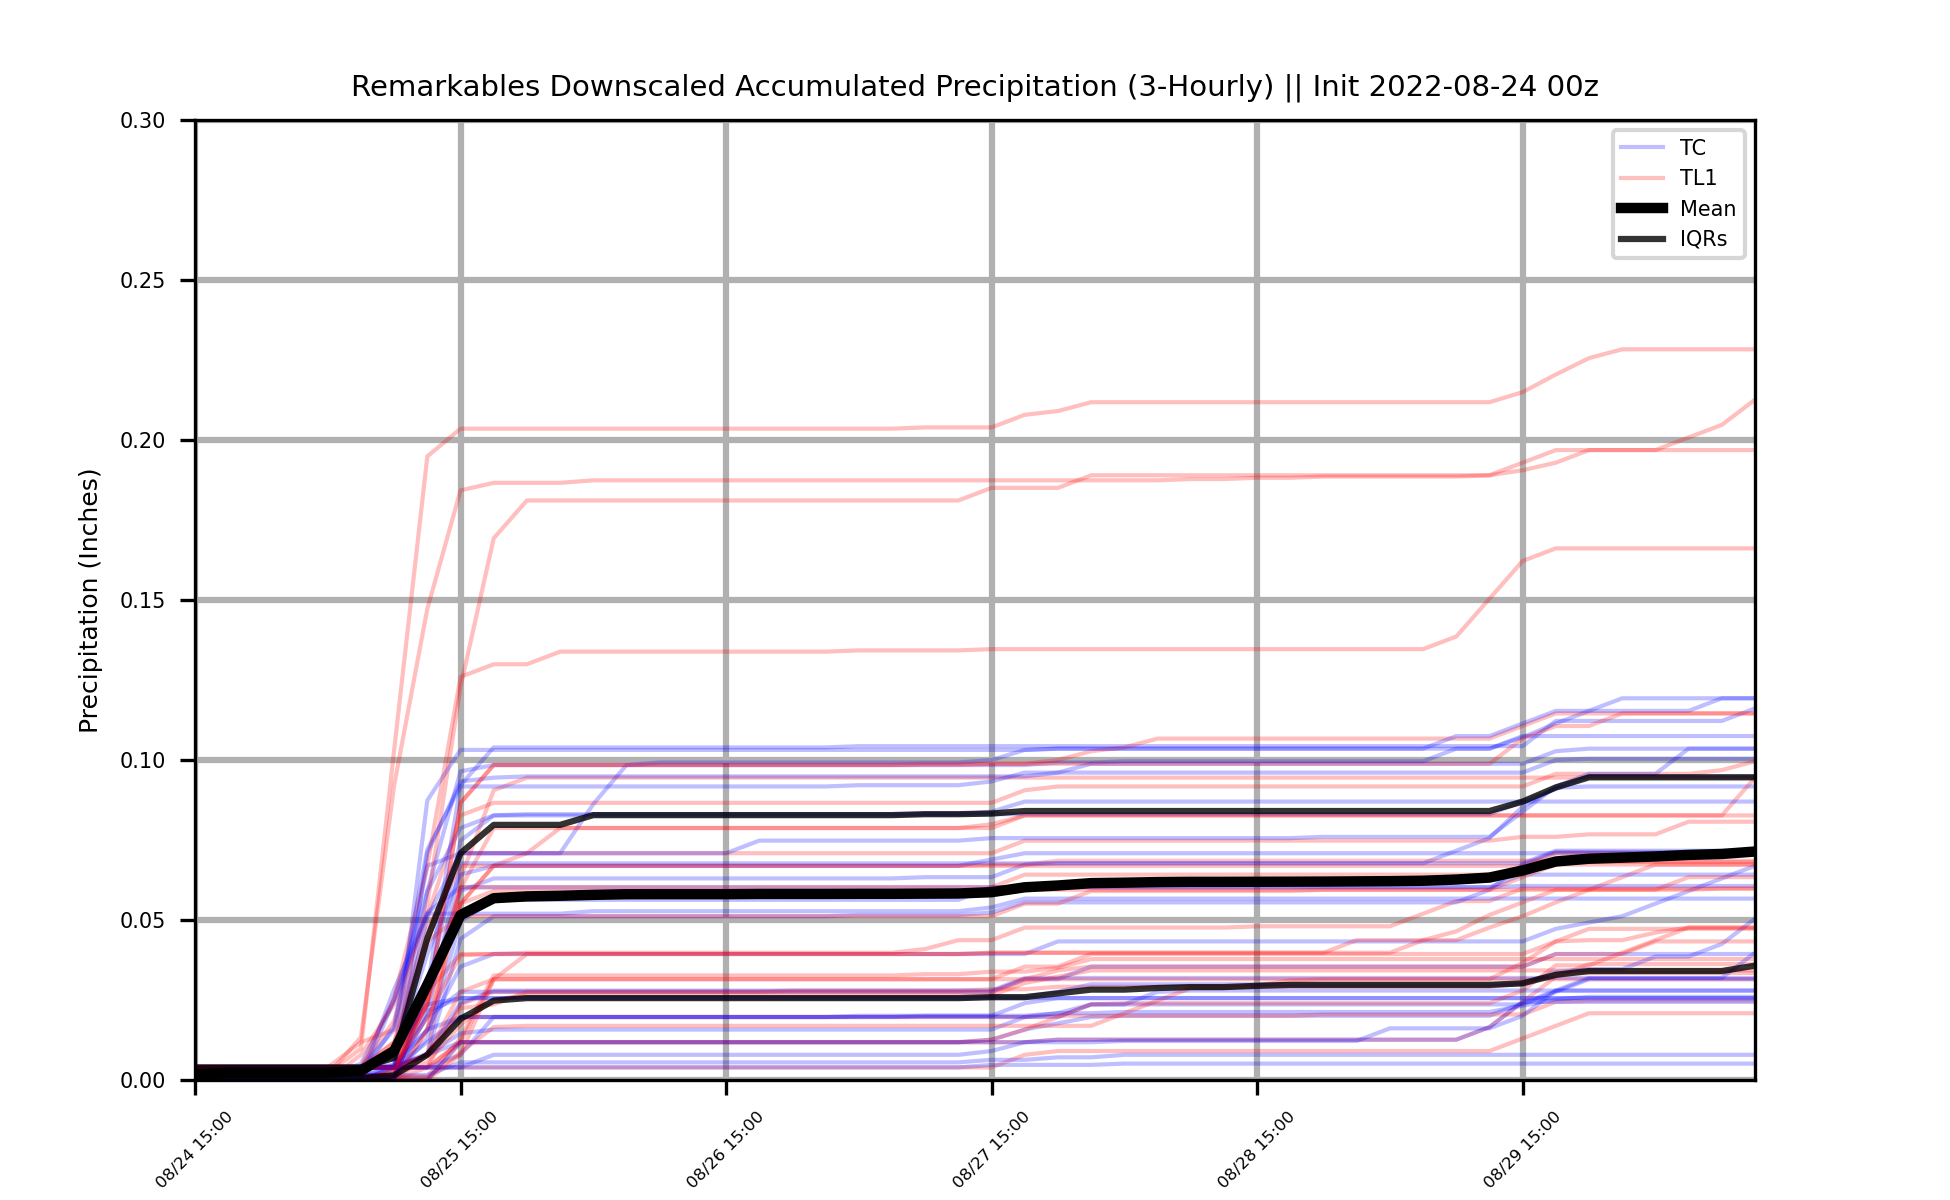 Remarkables Downscaled Accumulated Precipitation (3-Hourly) || Init 2022-08-24 00z
Precipitation (Inches)
0.30
0.25
0.20
0.15
0.10
0.05
0.00
TC
TL1
Mean
IQRs
08/24 15:00
08/25 15:00
08/26 15:00
08/27 15:00
08/28 15:00
08/29 15:00